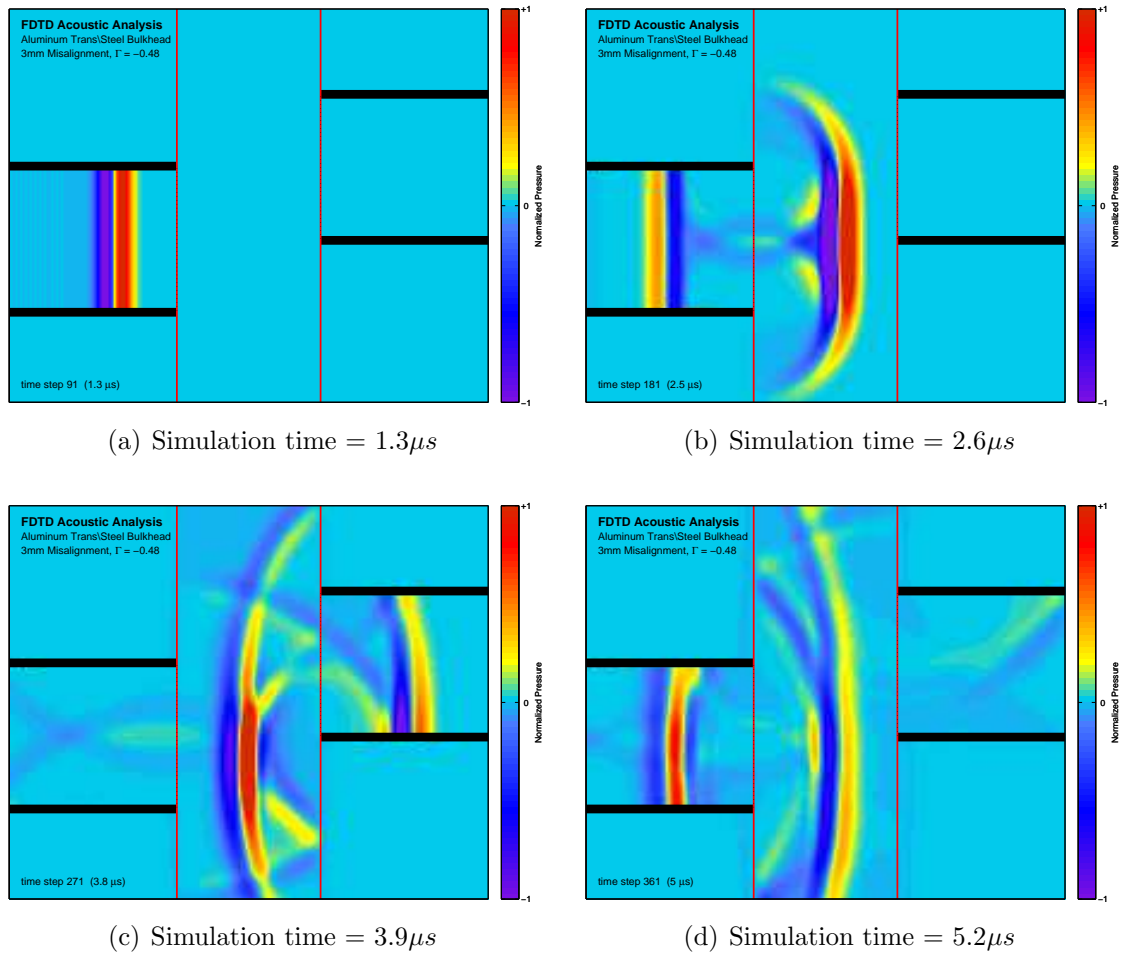 FDTD Acoustic Analysis
Aluminum Trans\Steel Bulkhead
3mm Misalignment, Γ = −0.48
time step 91 (1.3 μs)
+1
0
−1
Normalized Pressure
(a) Simulation time = 1.3μs
FDTD Acoustic Analysis
Aluminum Trans\Steel Bulkhead
3mm Misalignment, Γ = −0.48
time step 181 (2.5 μs)
+1
0
−1
Normalized Pressure
(b) Simulation time = 2.6μs
FDTD Acoustic Analysis
Aluminum Trans\Steel Bulkhead
3mm Misalignment, Γ = −0.48
time step 271 (3.8 μs)
+1
0
−1
Normalized Pressure
(c) Simulation time = 3.9μs
FDTD Acoustic Analysis
Aluminum Trans\Steel Bulkhead
3mm Misalignment, Γ = −0.48
time step 361 (5 μs)
+1
0
−1
Normalized Pressure
(d) Simulation time = 5.2μs